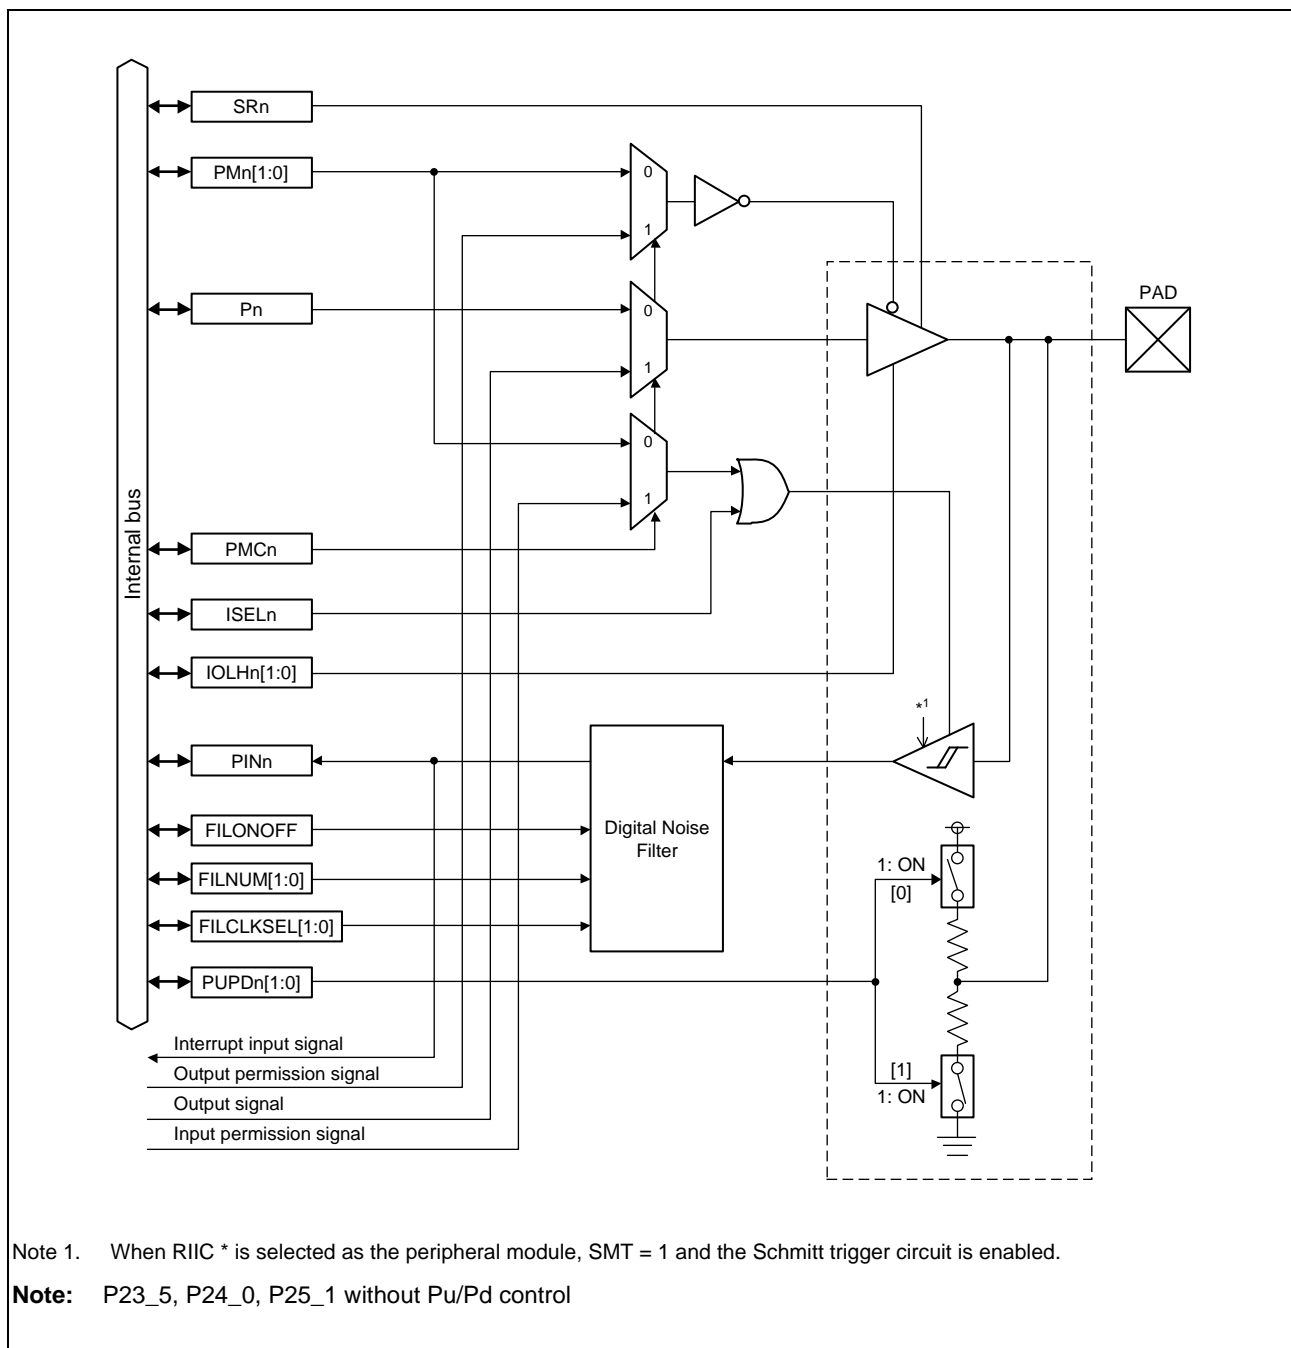 SRn
PMn[1:0]
0
1
Pn
0
1
PAD
0
1
Internal bus
PMCn
ISELn
IOLHn[1:0]
*1
PINn
Digital Noise
Filter
FILONOFF
1: ON
[0]
FILNUM[1:0]
FILCLKSEL[1:0]
PUPDn[1:0]
Interrupt input signal
Output permission signal
[1]
1: ON
Output signal
Input permission signal
Note 1. When RIIC * is selected as the peripheral module, SMT = 1 and the Schmitt trigger circuit is enabled.
Note: P23_5, P24_0, P25_1 without Pu/Pd control